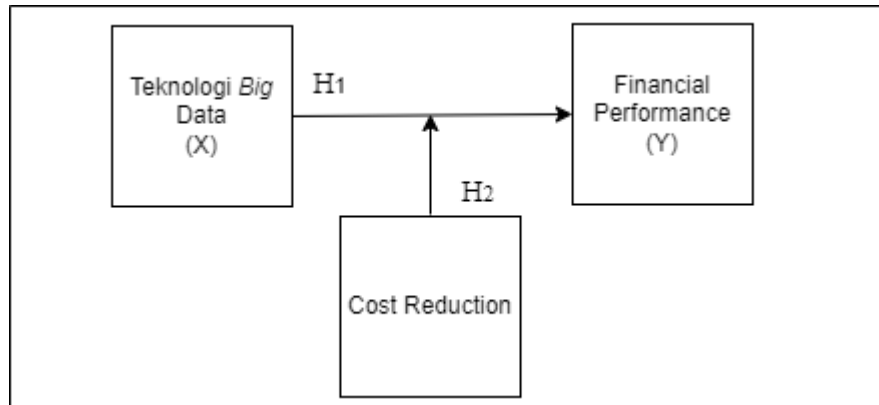 Teknologi Big
Data
(X)
H1
Financial
Performance
(Y)
H2
Cost Reduction